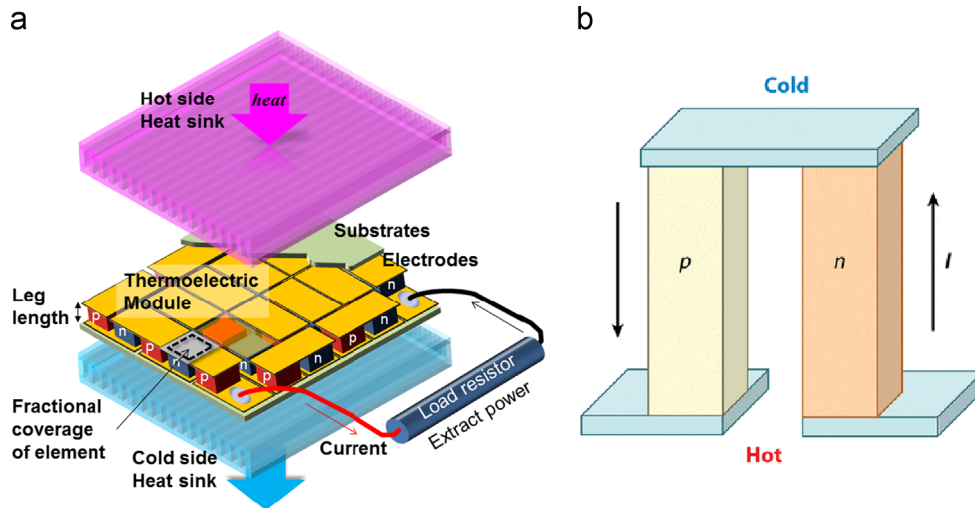 a
Hot side
Heat sink
heat
Substrates
Electrodes
Thermoelectric
Module
Leg
length
p
n
p
n
p
n
n
p
n
n
Load resistor
Extract power
Fractional
coverage
of element
Current
Cold side
Heat sink
b
Cold
p
n
I
Hot